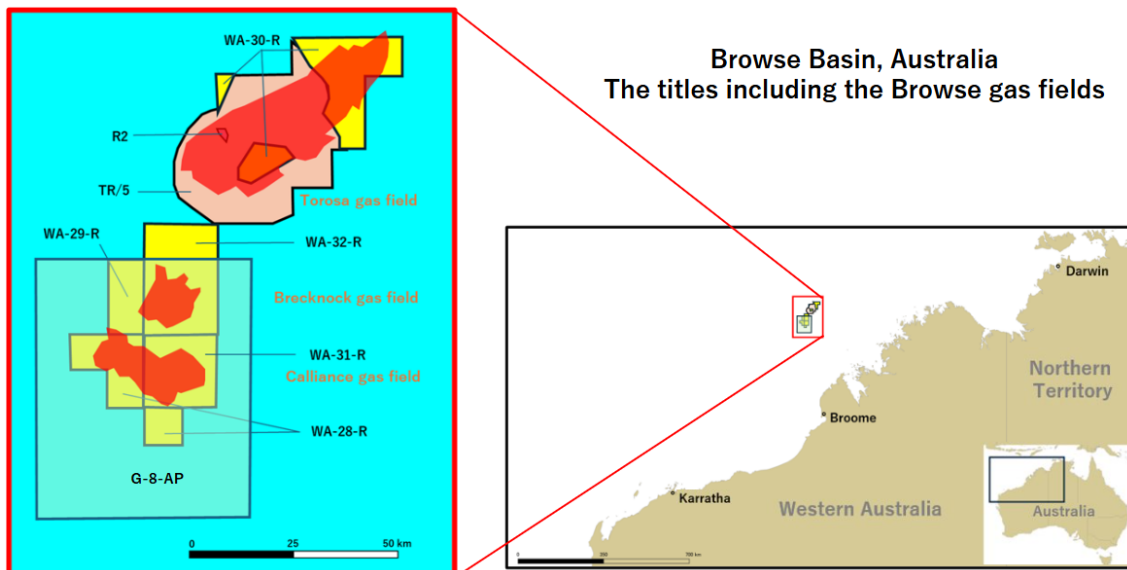 Browse Basin, Australia
The titles including the Browse gas fields
WA-30-R
R2
TR/5
Torosa gas field
WA-29-R
WA-32-R
Brecknock gas field
WA-31-R
Calliance gas field
WA-28-R
G-8-AP
0
25
50 km
Darwin
Northern
Territory
Broome
Karratha
Western Australia
Australia
0